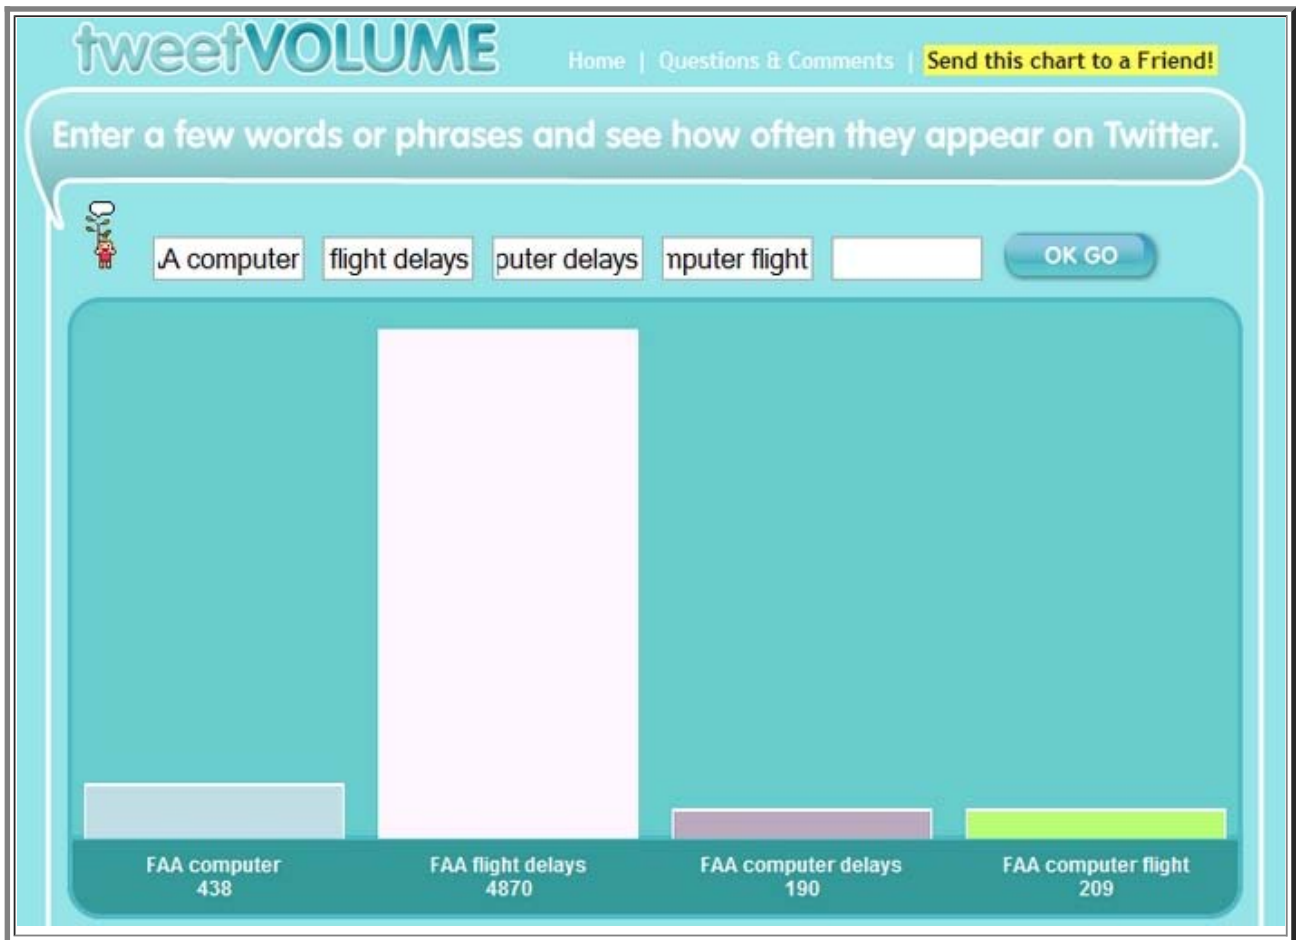 tweetVOLUME
Home | Questions & Comments | Send this chart to a Friend!
Enter a few words or phrases and see how often they appear on Twitter.
A computer flight delays puter delays mputer flight OK GO
FAA computer FAA flight delays FAA computer delays FAA computer flight
438 4870 190 209